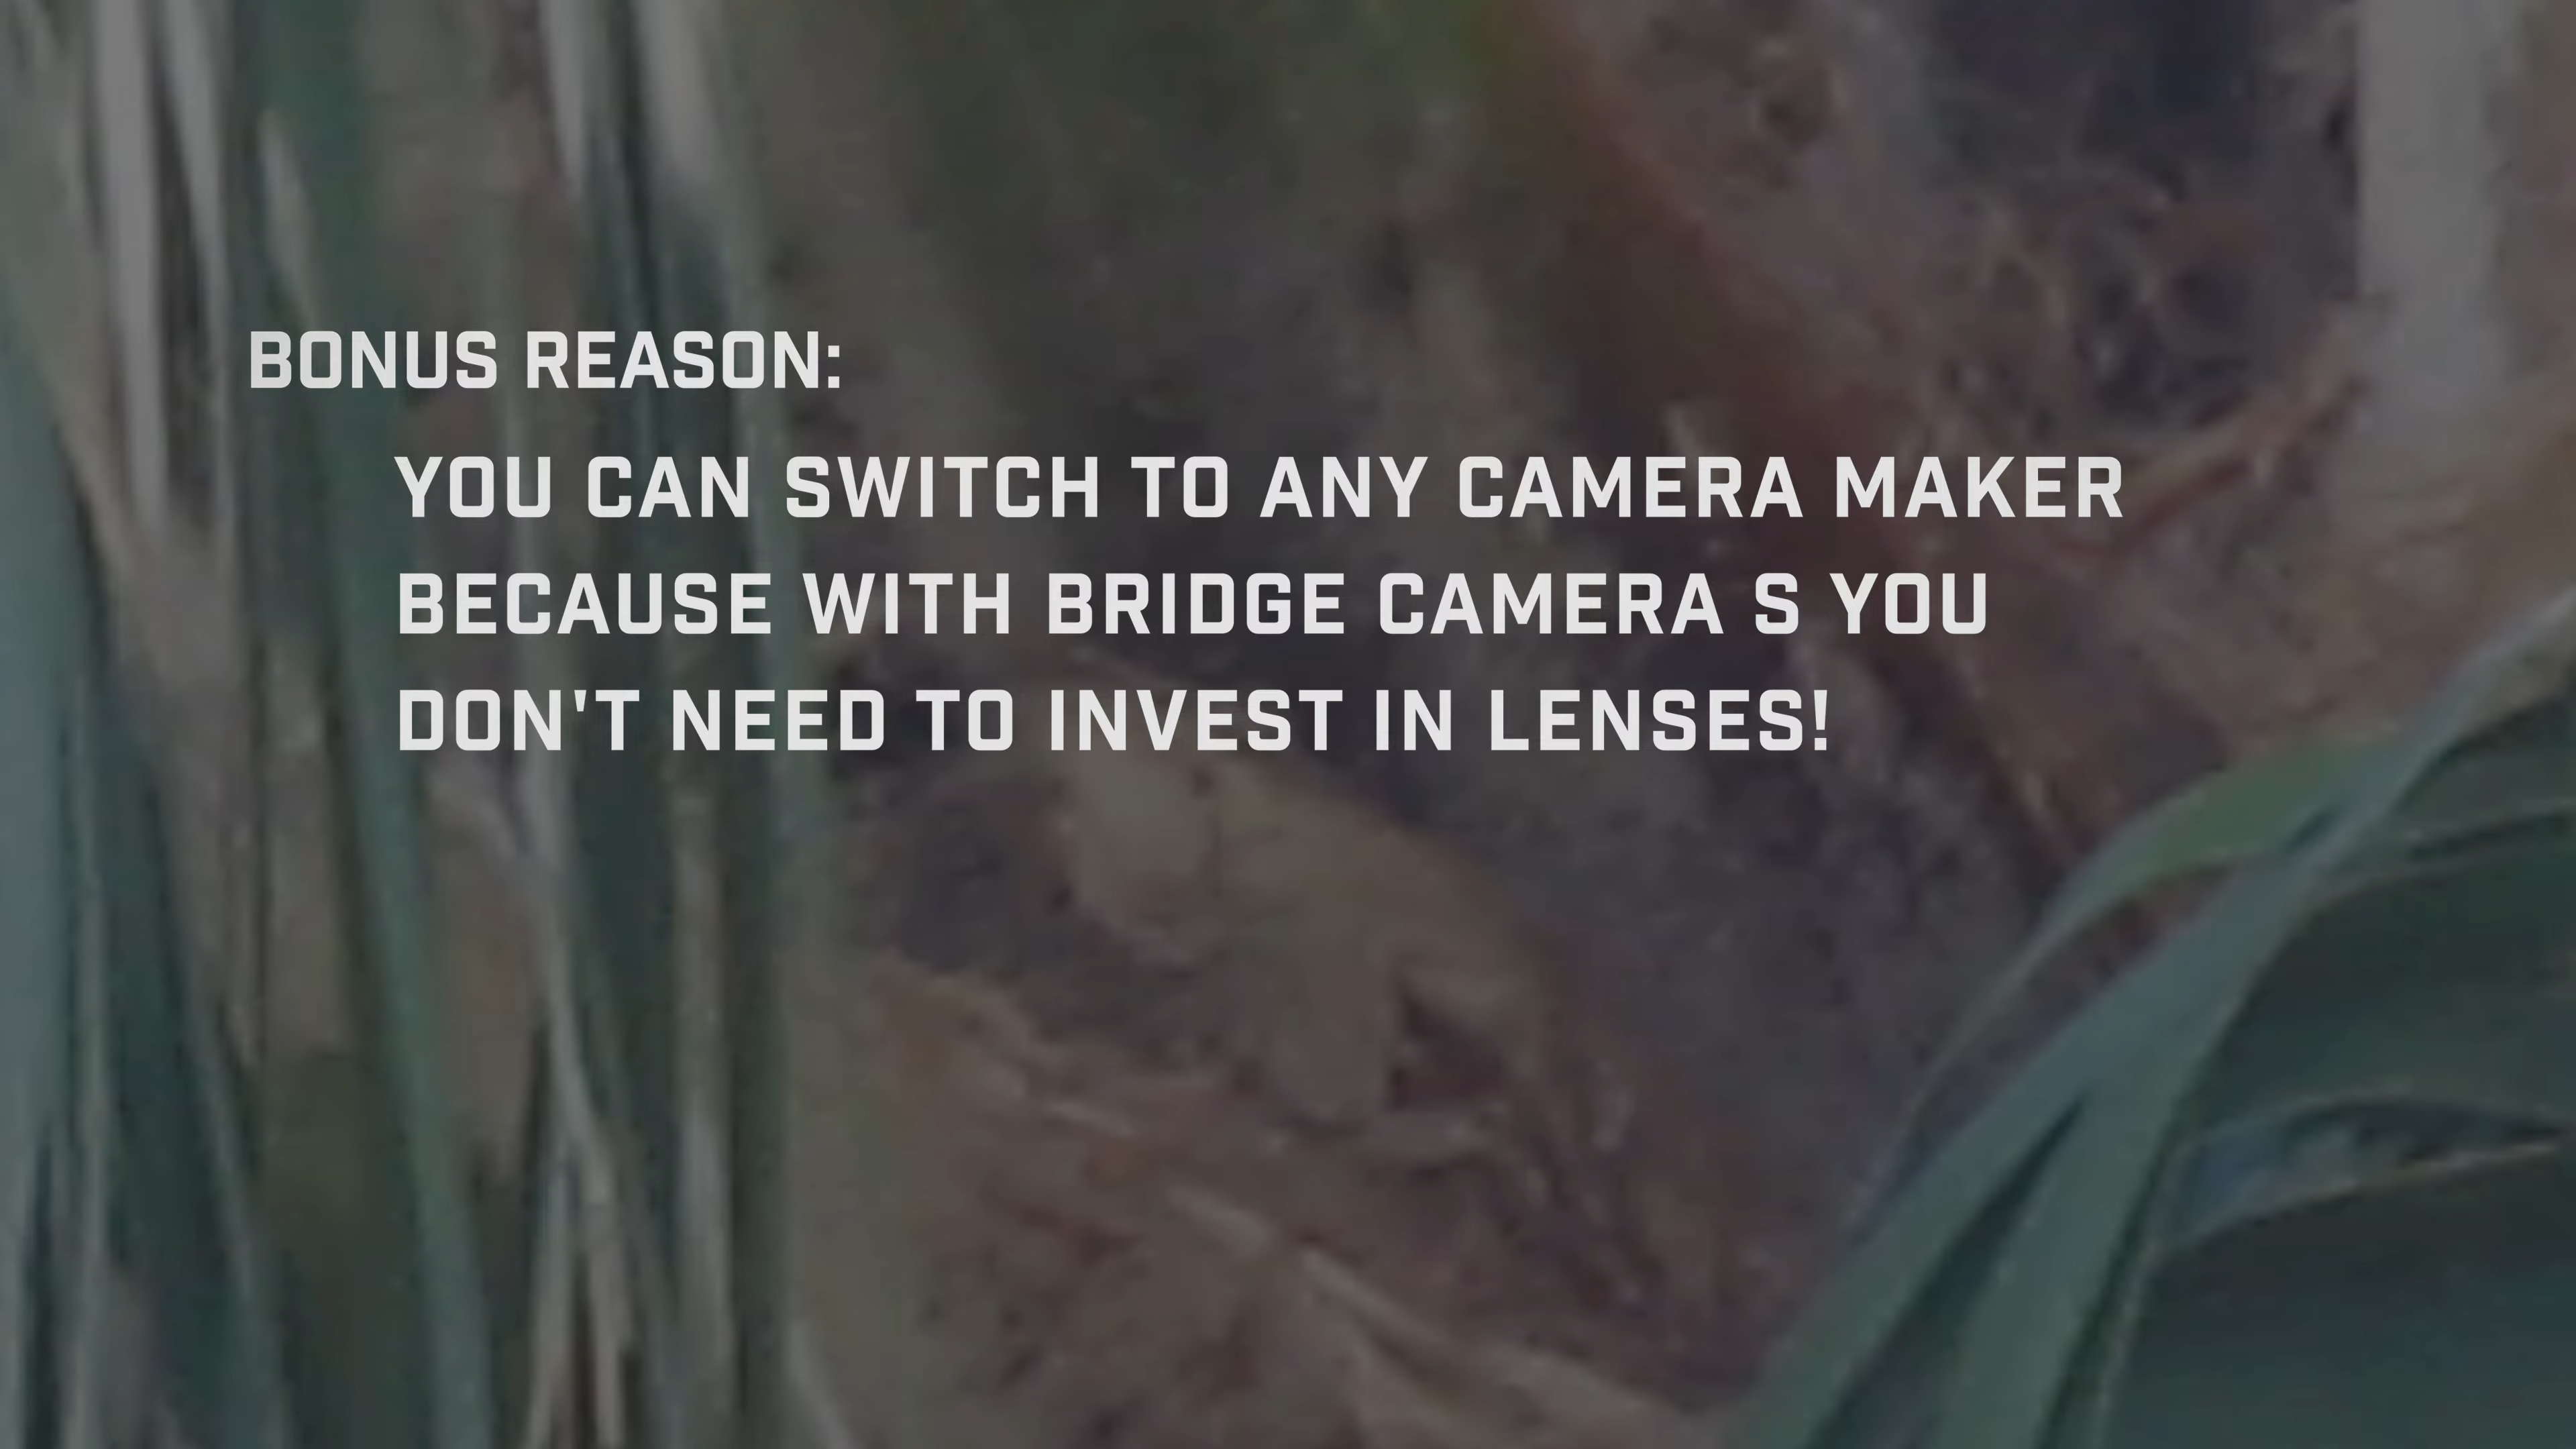 BONUS REASON:
YOU CAN SWITCH TO ANY CAMERA MAKER
BECAUSE WITH BRIDGE CAMERA S YOU
DON'T NEED TO INVEST IN LENSES!